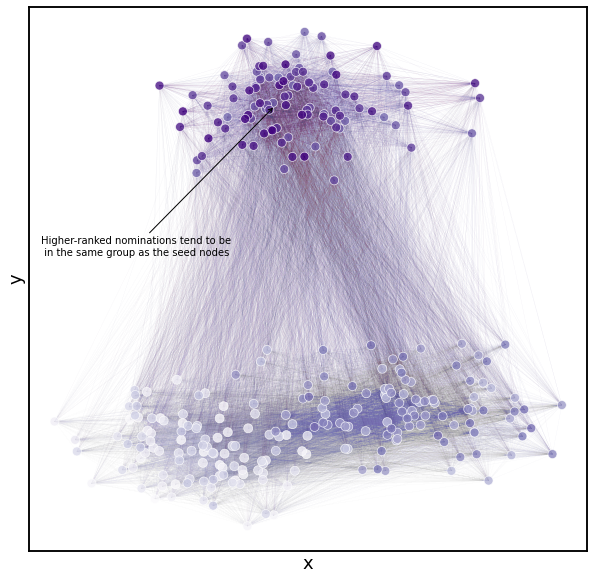 Higher-ranked nominations tend to be
in the same group as the seed nodes
y
x